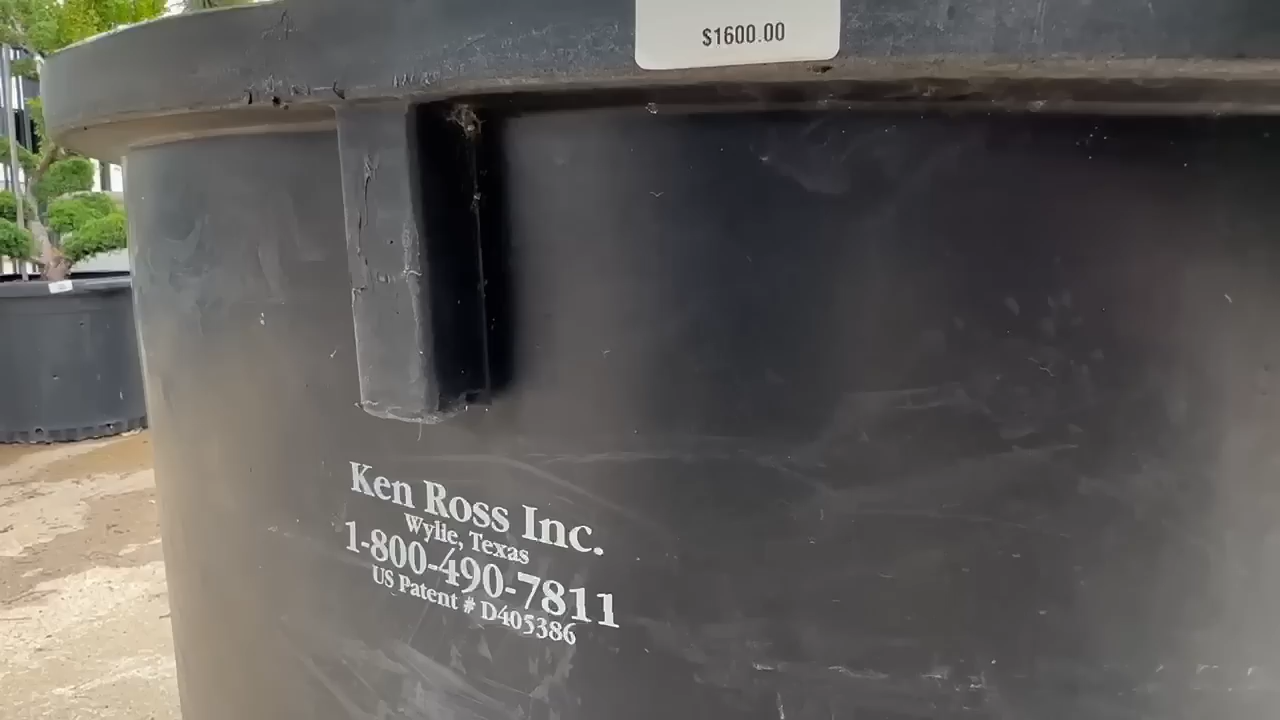 $1600.00
Ken Ross Inc.
Wylie, Texas
1-800-490-7811
US Patent # D405386